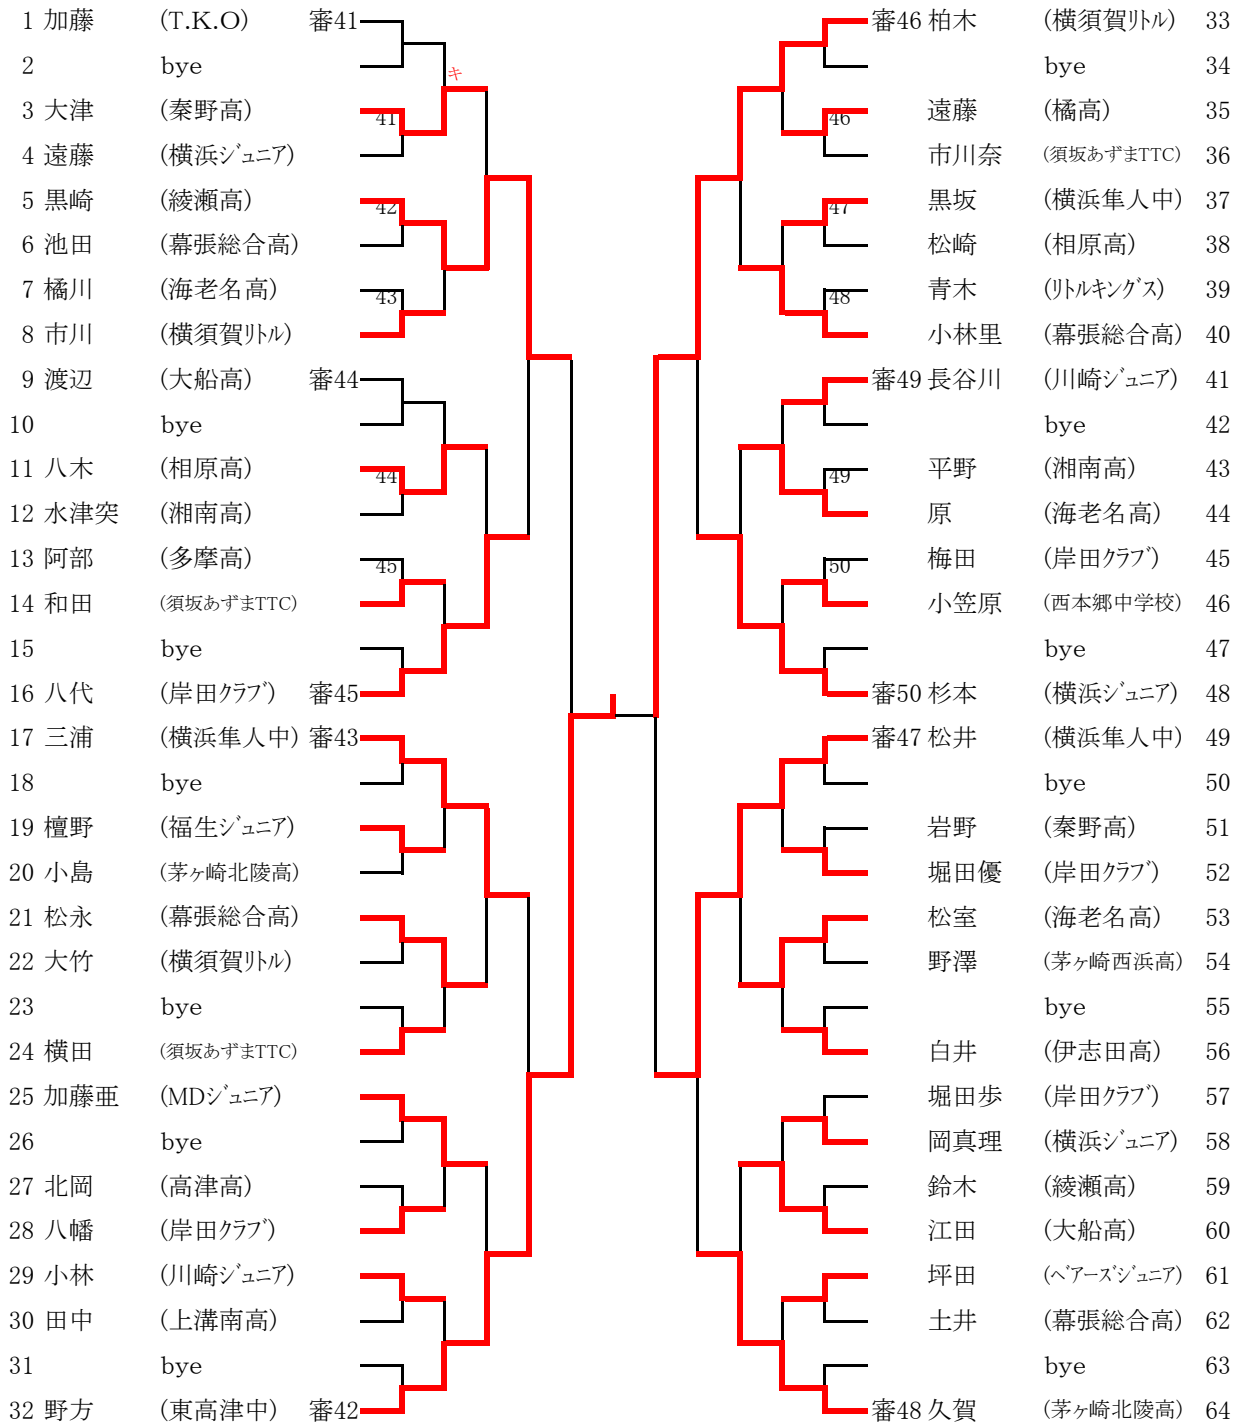 1 加藤 (T.K.O) 審41
2 bye
キ
3 大津 (秦野高)
41
4 遠藤 (横浜ジュニア)
5 黒崎 (綾瀬高)
42
6 池田 (幕張総合高)
7 橘川 (海老名高)
43
8 市川 (横須賀リトル)
9 渡辺 (大船高) 審44
10 bye
11 八木 (相原高)
44
12 水津突 (湘南高)
13 阿部 (多摩高)
45
14 和田 (須坂あずまTTC)
15 bye
16 八代 (岸田クラブ) 審45
17 三浦 (横浜隼人中) 審43
18 bye
19 檀野 (福生ジュニア)
20 小島 (茅ヶ崎北陵高)
21 松永 (幕張総合高)
22 大竹 (横須賀リトル)
23 bye
24 横田 (須坂あずまTTC)
25 加藤亜 (MDジュニア)
26 bye
27 北岡 (高津高)
28 八幡 (岸田クラブ)
29 小林 (川崎ジュニア)
30 田中 (上溝南高)
31 bye
32 野方 (東高津中) 審42
審46 柏木 (横須賀リトル) 33
bye 34
遠藤 (橘高) 35
46
市川奈 (須坂あずまTTC) 36
黒坂 (横浜隼人中) 37
47
松崎 (相原高) 38
青木 (リトルキングス) 39
48
小林里 (幕張総合高) 40
審49 長谷川 (川崎ジュニア) 41
bye 42
平野 (湘南高) 43
49
原 (海老名高) 44
梅田 (岸田クラブ) 45
50
小笠原 (西本郷中学校) 46
bye 47
審50 杉本 (横浜ジュニア) 48
審47 松井 (横浜隼人中) 49
bye 50
岩野 (秦野高) 51
堀田優 (岸田クラブ) 52
松室 (海老名高) 53
野澤 (茅ヶ崎西浜高) 54
bye 55
白井 (伊志田高) 56
堀田歩 (岸田クラブ) 57
岡真理 (横浜ジュニア) 58
鈴木 (綾瀬高) 59
江田 (大船高) 60
坪田 (ベアーズジュニア) 61
土井 (幕張総合高) 62
bye 63
審48 久賀 (茅ヶ崎北陵高) 64